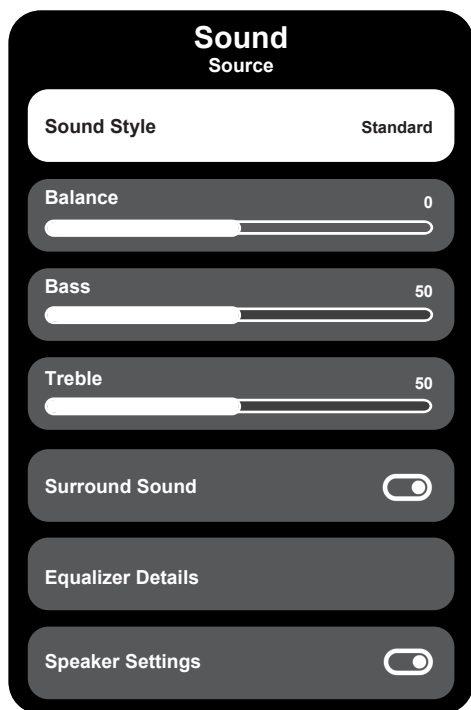 Sound
Source
Sound Style Standard
Balance 0
Bass 50
Treble 50
Surround Sound
Equalizer Details
Speaker Settings